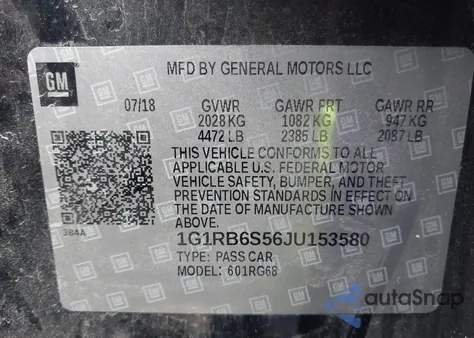 GM
MFD BY GENERAL MOTORS LLC
07/18 GVWR GAWR FRT GAWR RR
2028 KG 1082 KG 947 KG
4472 LB 2385 LB 2087 LB
THIS VEHICLE CONFORMS TO ALL
APPLICABLE U.S. FEDERAL MOTOR
VEHICLE SAFETY, BUMPER, AND THEFT
PREVENTION STANDARDS IN EFFECT ON
THE DATE OF MANUFACTURE SHOWN
ABOVE.
384A
1G1RB6S56JU153580
TYPE: PASS CAR
MODEL: 601RG68
autoSnap